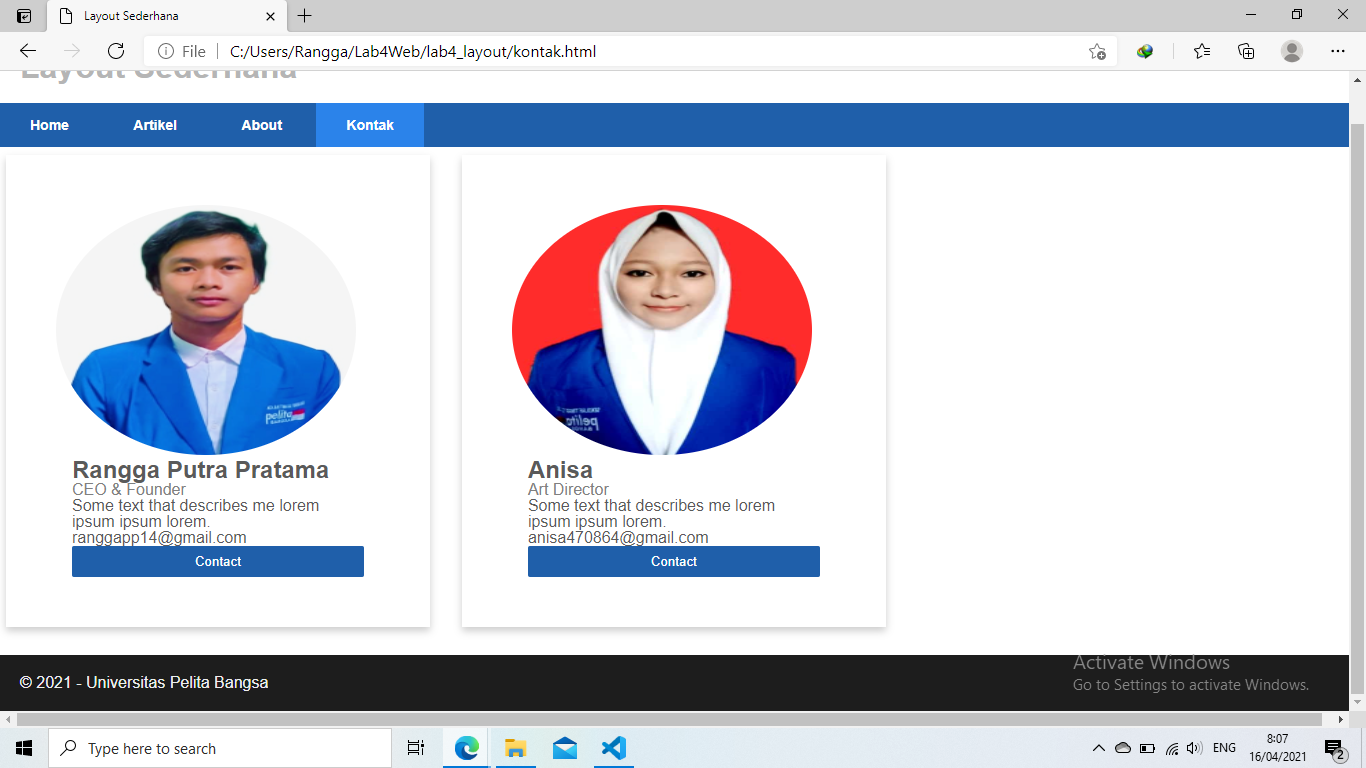 Layout Sederhana
File
C:/Users/Rangga/Lab4Web/lab4_layout/kontak.html
Layout Sederhana
Home Artikel About Kontak
pelita
Rangga Putra Pratama
CEO & Founder
Some text that describes me lorem
ipsum ipsum lorem.
ranggapp14@gmail.com
Contact
Anisa
Art Director
Some text that describes me lorem
ipsum ipsum lorem.
anisa470864@gmail.com
Contact
© 2021 - Universitas Pelita Bangsa
Activate Windows
Go to Settings to activate Windows.
Type here to search
ENG
8:07
16/04/2021
2